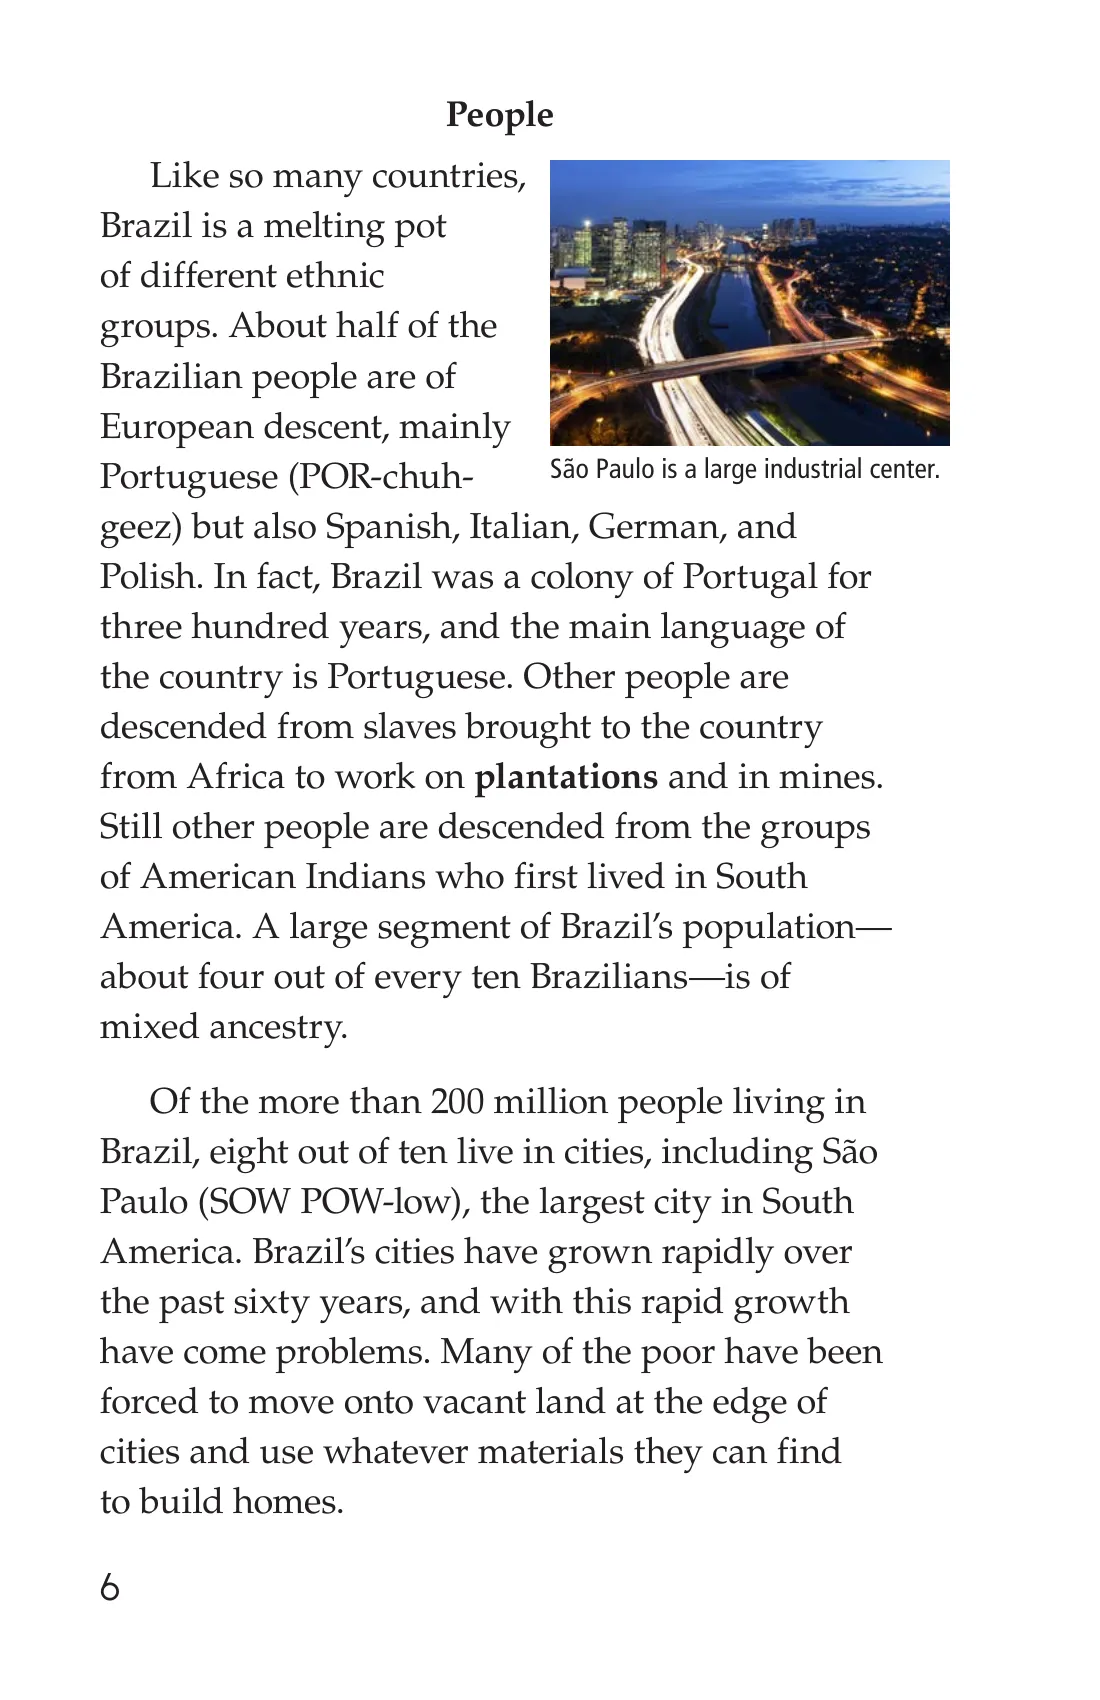 People
Like so many countries,
Brazil is a melting pot
of different ethnic
groups. About half of the
Brazilian people are of
European descent, mainly
Portuguese (POR-chuh-
geez) but also Spanish, Italian, German, and
Polish. In fact, Brazil was a colony of Portugal for
three hundred years, and the main language of
the country is Portuguese. Other people are
descended from slaves brought to the country
from Africa to work on plantations and in mines.
Still other people are descended from the groups
of American Indians who first lived in South
America. A large segment of Brazil’s population—
about four out of every ten Brazilians—is of
mixed ancestry.
São Paulo is a large industrial center.
Of the more than 200 million people living in
Brazil, eight out of ten live in cities, including São
Paulo (SOW POW-low), the largest city in South
America. Brazil’s cities have grown rapidly over
the past sixty years, and with this rapid growth
have come problems. Many of the poor have been
forced to move onto vacant land at the edge of
cities and use whatever materials they can find
to build homes.
6